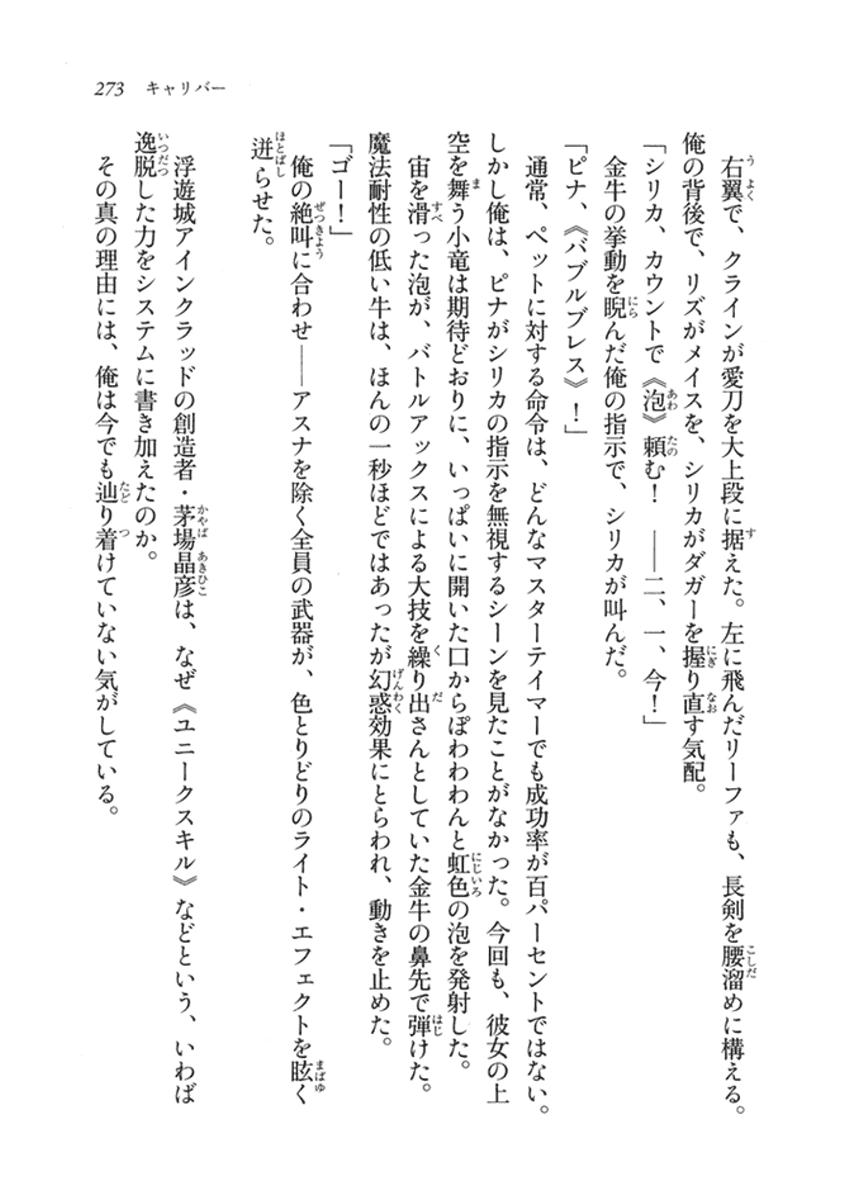 273 キャリバー
右翼で、クラインが愛刀を大上段に据えた。左に飛んだリーファも、長剣を腰溜めに構える。
俺の背後で、リズがメイスを、シリカがダガーを握り直す気配。
「シリカ、カウントで《泡》頼む！　――二、一、今！」
金牛の挙動を睨んだ俺の指示で、シリカが叫んだ。
「ピナ、《バブルブレス》！」
通常、ペットに対する命令は、どんなマスターテイマーでも成功率が百パーセントではない。
しかし俺は、ピナがシリカの指示を無視するシーンを見たことがなかった。今回も、彼女の上
空を舞う小竜は期待どおりに、いっぱいに開いた口からぽわわわんと虹色の泡を発射した。
宙を滑った泡が、バトルアックスによる大技を繰り出さんとしていた金牛の鼻先で弾けた。
魔法耐性の低い牛は、ほんの一秒ほどではあったが幻惑効果にとらわれ、動きを止めた。
「ゴー！」
俺の絶叫に合わせ――アスナを除く全員の武器が、色とりどりのライト・エフェクトを眩く
迸らせた。
浮遊城アインクラッドの創造者・茅場晶彦は、なぜ《ユニークスキル》などという、いわば
逸脱した力をシステムに書き加えたのか。
その真の理由には、俺は今でも辿り着けていない気がしている。